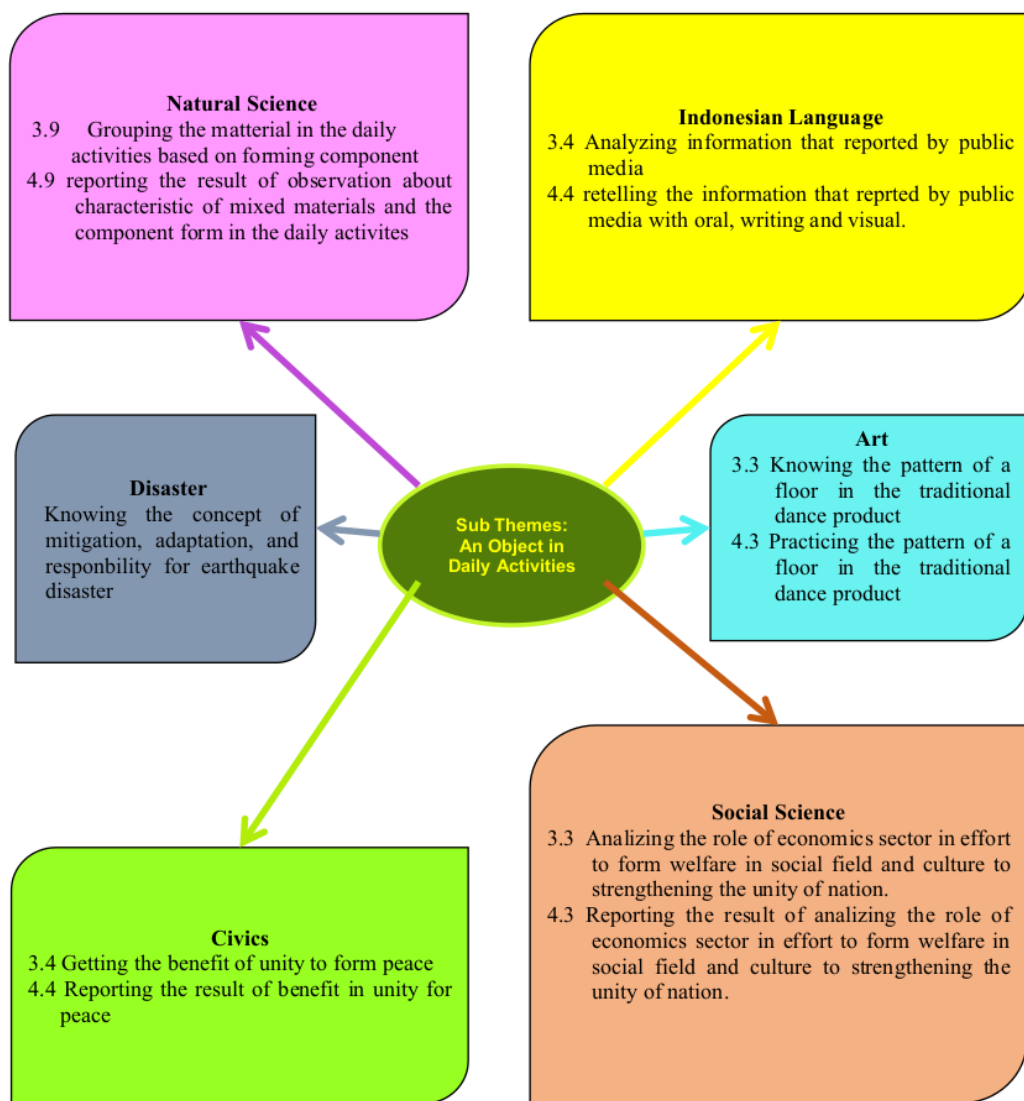 Natural Science
3.9 Grouping the matterial in the daily
activities based on forming component
4.9 reporting the result of observation about
characteristic of mixed materials and the
component form in the daily activites
Indonesian Language
3.4 Analyzing information that reported by public
media
4.4 retelling the information that reprted by public
media with oral, writing and visual.
Disaster
Knowing the concept of
mitigation, adaptation, and
responbility for earthquake
disaster
Sub Themes:
An Object in
Daily Activities
Art
3.3 Knowing the pattern of a
floor in the traditional
dance product
4.3 Practicing the pattern of a
floor in the traditional
dance product
Civics
3.4 Getting the benefit of unity to form peace
4.4 Reporting the result of benefit in unity for
peace
Social Science
3.3 Analizing the role of economics sector in effort
to form welfare in social field and culture to
strengthening the unity of nation.
4.3 Reporting the result of analizing the role of
economics sector in effort to form welfare in
social field and culture to strengthening the
unity of nation.